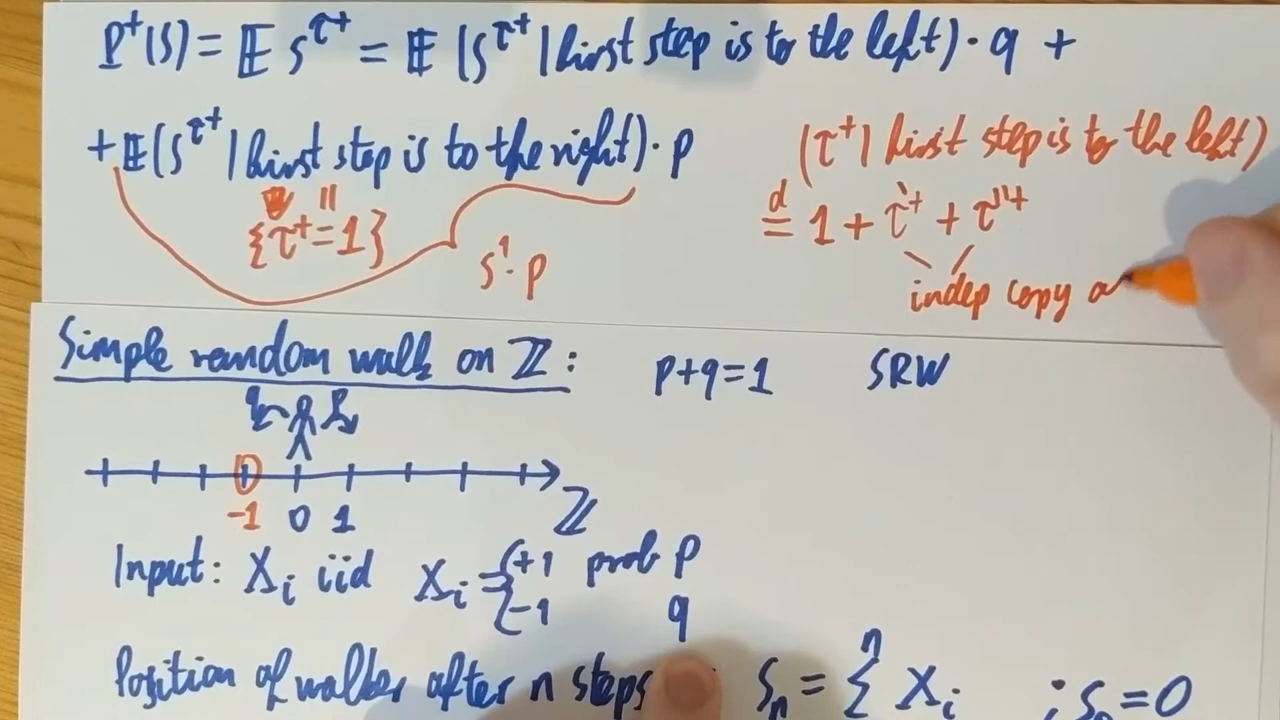 P⁺(s) = 𝔼 s^τ⁺ = 𝔼 (s^τ⁺ | first step is to the left) · q +
+ 𝔼(s^τ⁺ | first step is to the right) · p
{τ⁺ = 1}
s¹ · p
(τ⁺ | first step is to the left)
d
= 1 + τ'⁺ + τ''⁺
indep copy o
Simple random walk on ℤ: p+q=1 SRW
-1 0 1 ℤ
Input: Xᵢ iid Xᵢ = { +1 prob p
-1 q
Position of walker after n steps Sₙ = Σⁿ Xᵢ ; S₀ = 0